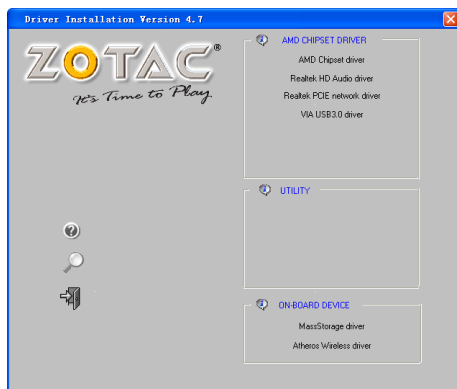 Driver Installation Version 4.7
ZOTAC®
It's Time to Play
AMD CHIPSET DRIVER
AMD Chipset driver
Realtek HD Audio driver
Realtek PCIE network driver
VIA USB3.0 driver
UTILITY
ON-BOARD DEVICE
MassStorage driver
Atheros Wireless driver